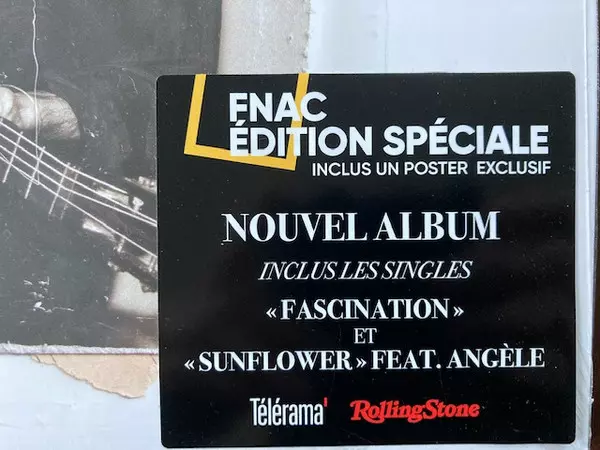 FNAC
ÉDITION SPÉCIALE
INCLUS UN POSTER EXCLUSIF
NOUVEL ALBUM
INCLUS LES SINGLES
« FASCINATION »
ET
« SUNFLOWER » FEAT. ANGÈLE
Télérama' RollingStone